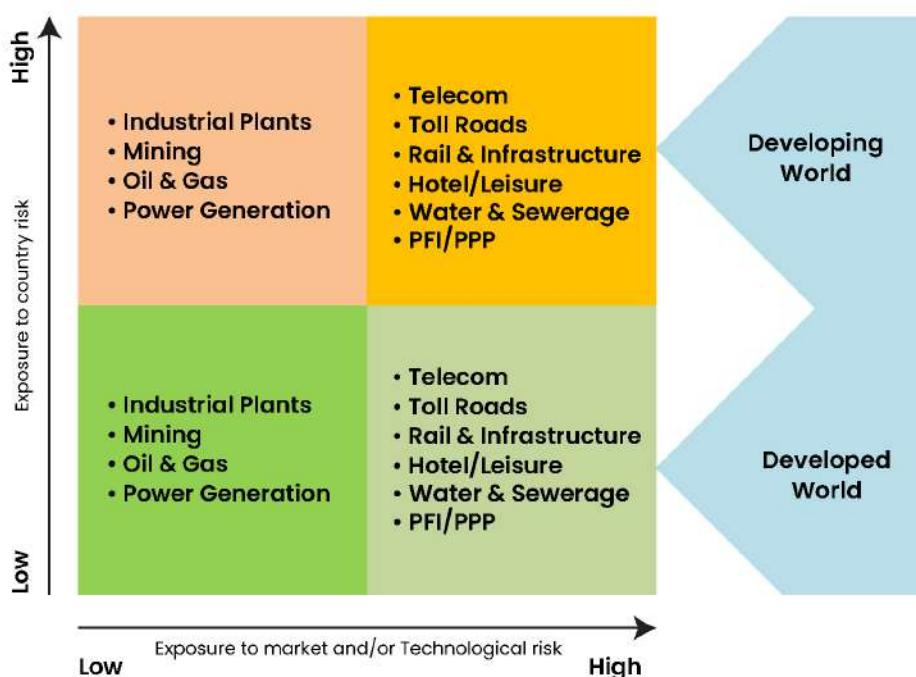 High
Exposure to country risk
Low
• Industrial Plants
• Mining
• Oil & Gas
• Power Generation
• Telecom
• Toll Roads
• Rail & Infrastructure
• Hotel/Leisure
• Water & Sewerage
• PFI/PPP
Developing
World
• Industrial Plants
• Mining
• Oil & Gas
• Power Generation
• Telecom
• Toll Roads
• Rail & Infrastructure
• Hotel/Leisure
• Water & Sewerage
• PFI/PPP
Developed
World
Low
Exposure to market and/or Technological risk
High